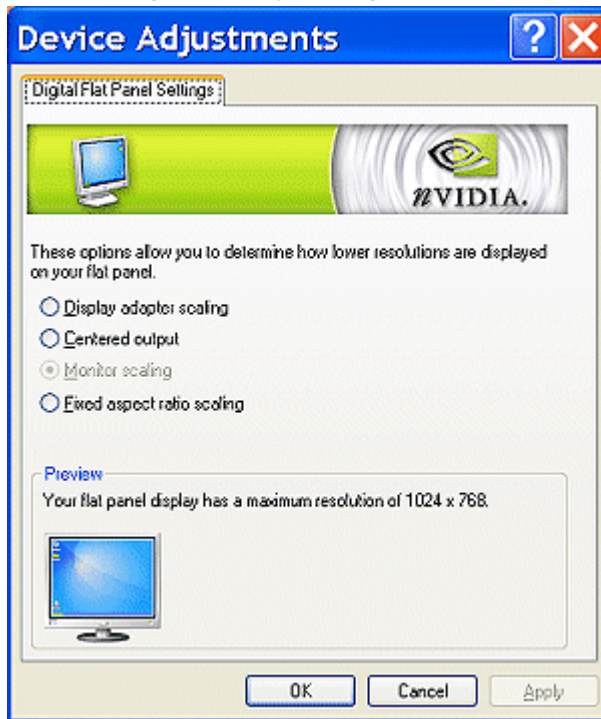 Device Adjustments
Digital Flat Panel Settings
nVIDIA.
These options allow you to determine how lower resolutions are displayed
on your flat panel.
Display adapter scaling
Centered output
Monitor scaling
Fixed aspect ratio scaling
Preview
Your flat panel display has a maximum resolution of 1024 x 768.
OK
Cancel
Apply